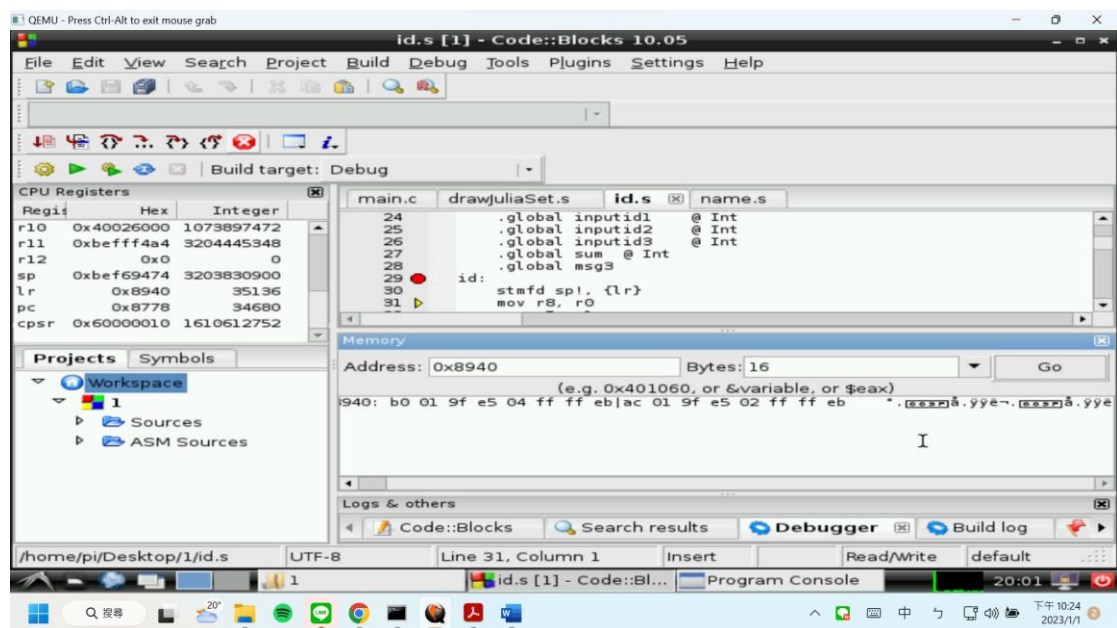 QEMU - Press Ctrl-Alt to exit mouse grab
id.s [1] - Code::Blocks 10.05
File Edit View Search Project Build Debug Tools Plugins Settings Help
Build target: Debug
CPU Registers
Regis Hex Integer
r10 0x40026000 1073897472
r11 0xbefff4a4 3204445348
r12 0x0 0
sp 0xbef69474 3203830900
lr 0x8940 35136
pc 0x8778 34680
cpsr 0x60000010 1610612752
Projects Symbols
Workspace
1
Sources
ASM Sources
main.c drawJuliaSet.s id.s name.s
24 .global inputid1 @ Int
25 .global inputid2 @ Int
26 .global inputid3 @ Int
27 .global sum @ Int
28 .global msg3
29 id:
30 stmfd sp!, {lr}
31 mov r8, r0
Memory
Address: 0x8940 Bytes: 16 Go
(e.g. 0x401060, or &variable, or $eax)
8940: b0 01 9f e5 04 ff ff eb|ac 01 9f e5 02 ff ff eb
Logs & others
Code::Blocks Search results Debugger Build log
/home/pi/Desktop/1/id.s UTF-8 Line 31, Column 1 Insert Read/Write default
1 id.s [1] - Code::Bl... Program Console 20:01
搜尋 20° 中 下午 10:24
2023/1/1